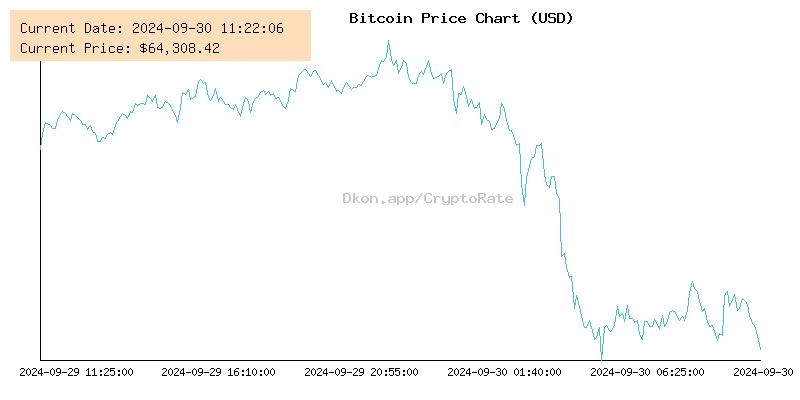 Bitcoin Price Chart (USD)
Current Date: 2024-09-30 11:22:06
Current Price: $64,308.42
Dkon.app/CryptoRate
2024-09-29 11:25:00 2024-09-29 16:10:00 2024-09-29 20:55:00 2024-09-30 01:40:00 2024-09-30 06:25:00 2024-09-30